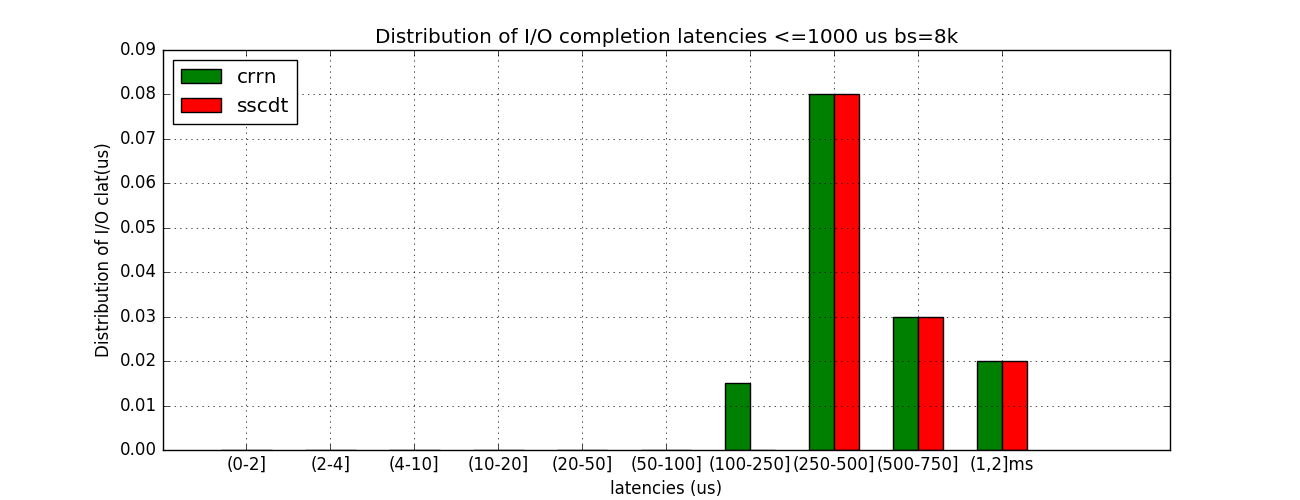 Distribution of I/O completion latencies <=1000 us bs=8k
0.09
0.08
0.07
0.06
0.05
0.04
0.03
0.02
0.01
0.00
Distribution of I/O clat(us)
crrn
sscdt
(0-2] (2-4] (4-10] (10-20] (20-50] (50-100] (100-250] (250-500] (500-750] (1,2]ms
latencies (us)